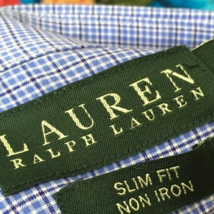 LAUREN
RALPH LAUREN
SLIM FIT
NON IRON